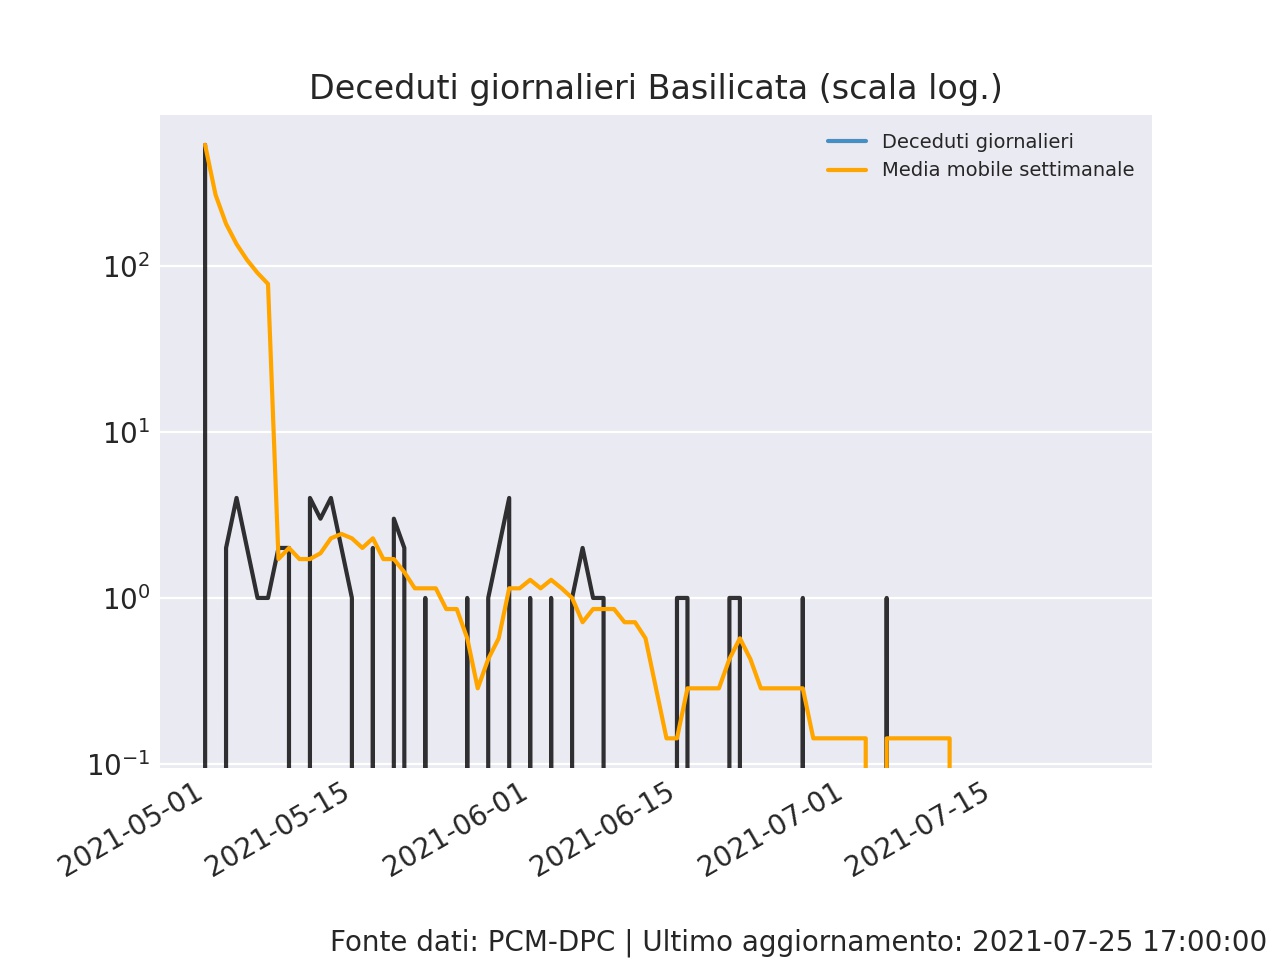 Deceduti giornalieri Basilicata (scala log.)
Deceduti giornalieri
Media mobile settimanale
10²
10¹
10⁰
10⁻¹
2021-05-01
2021-05-15
2021-06-01
2021-06-15
2021-07-01
2021-07-15
Fonte dati: PCM-DPC | Ultimo aggiornamento: 2021-07-25 17:00:00